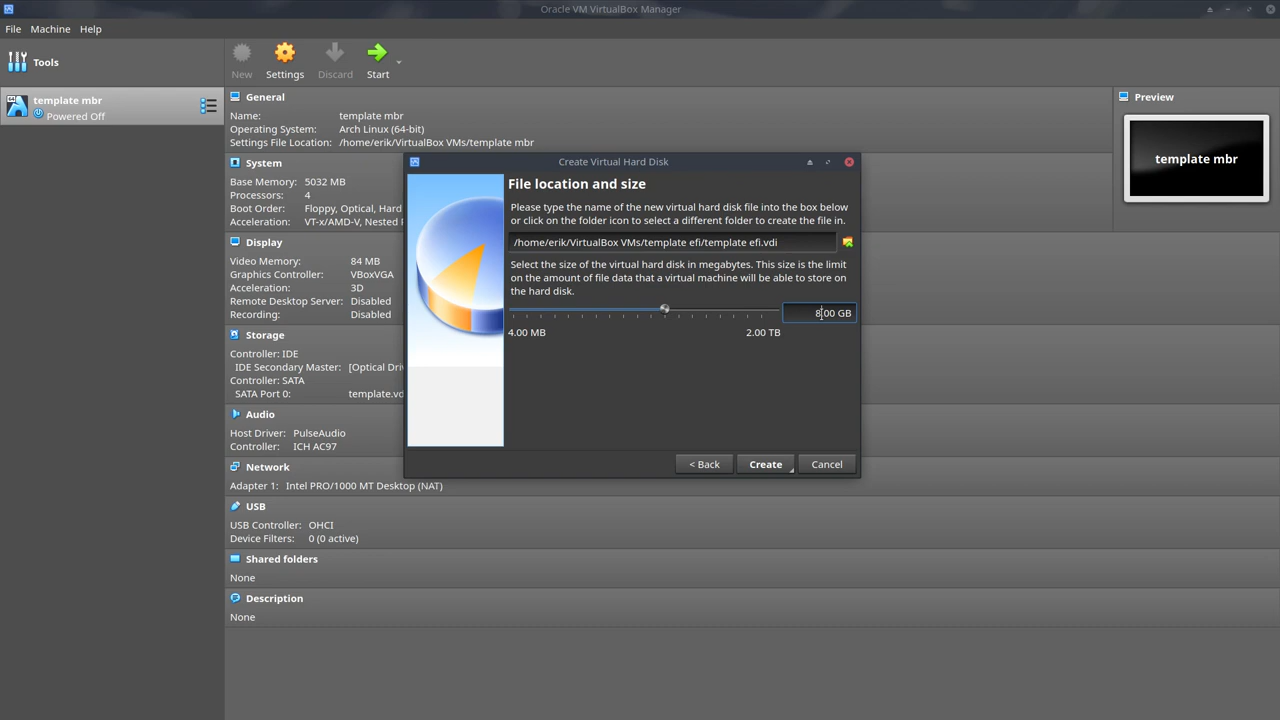 Oracle VM VirtualBox Manager
File Machine Help
Tools
New
Settings
Discard
Start
64
template mbr
Powered Off
General
Name: template mbr
Operating System: Arch Linux (64-bit)
Settings File Location: /home/erik/VirtualBox VMs/template mbr
System
Base Memory: 5032 MB
Processors: 4
Boot Order: Floppy, Optical, Hard
Acceleration: VT-x/AMD-V, Nested
Display
Video Memory: 84 MB
Graphics Controller: VBoxVGA
Acceleration: 3D
Remote Desktop Server: Disabled
Recording: Disabled
Storage
Controller: IDE
IDE Secondary Master: [Optical
Controller: SATA
SATA Port 0: template.vd
Audio
Host Driver: PulseAudio
Controller: ICH AC97
Network
Adapter 1: Intel PRO/1000 MT Desktop (NAT)
USB
USB Controller: OHCI
Device Filters: 0 (0 active)
Shared folders
None
Description
None
Preview
template mbr
Create Virtual Hard Disk
File location and size
Please type the name of the new virtual hard disk file into the box below
or click on the folder icon to select a different folder to create the file in.
/home/erik/VirtualBox VMs/template efi/template efi.vdi
Select the size of the virtual hard disk in megabytes. This size is the limit
on the amount of file data that a virtual machine will be able to store on
the hard disk.
8.00 GB
4.00 MB
2.00 TB
< Back
Create
Cancel